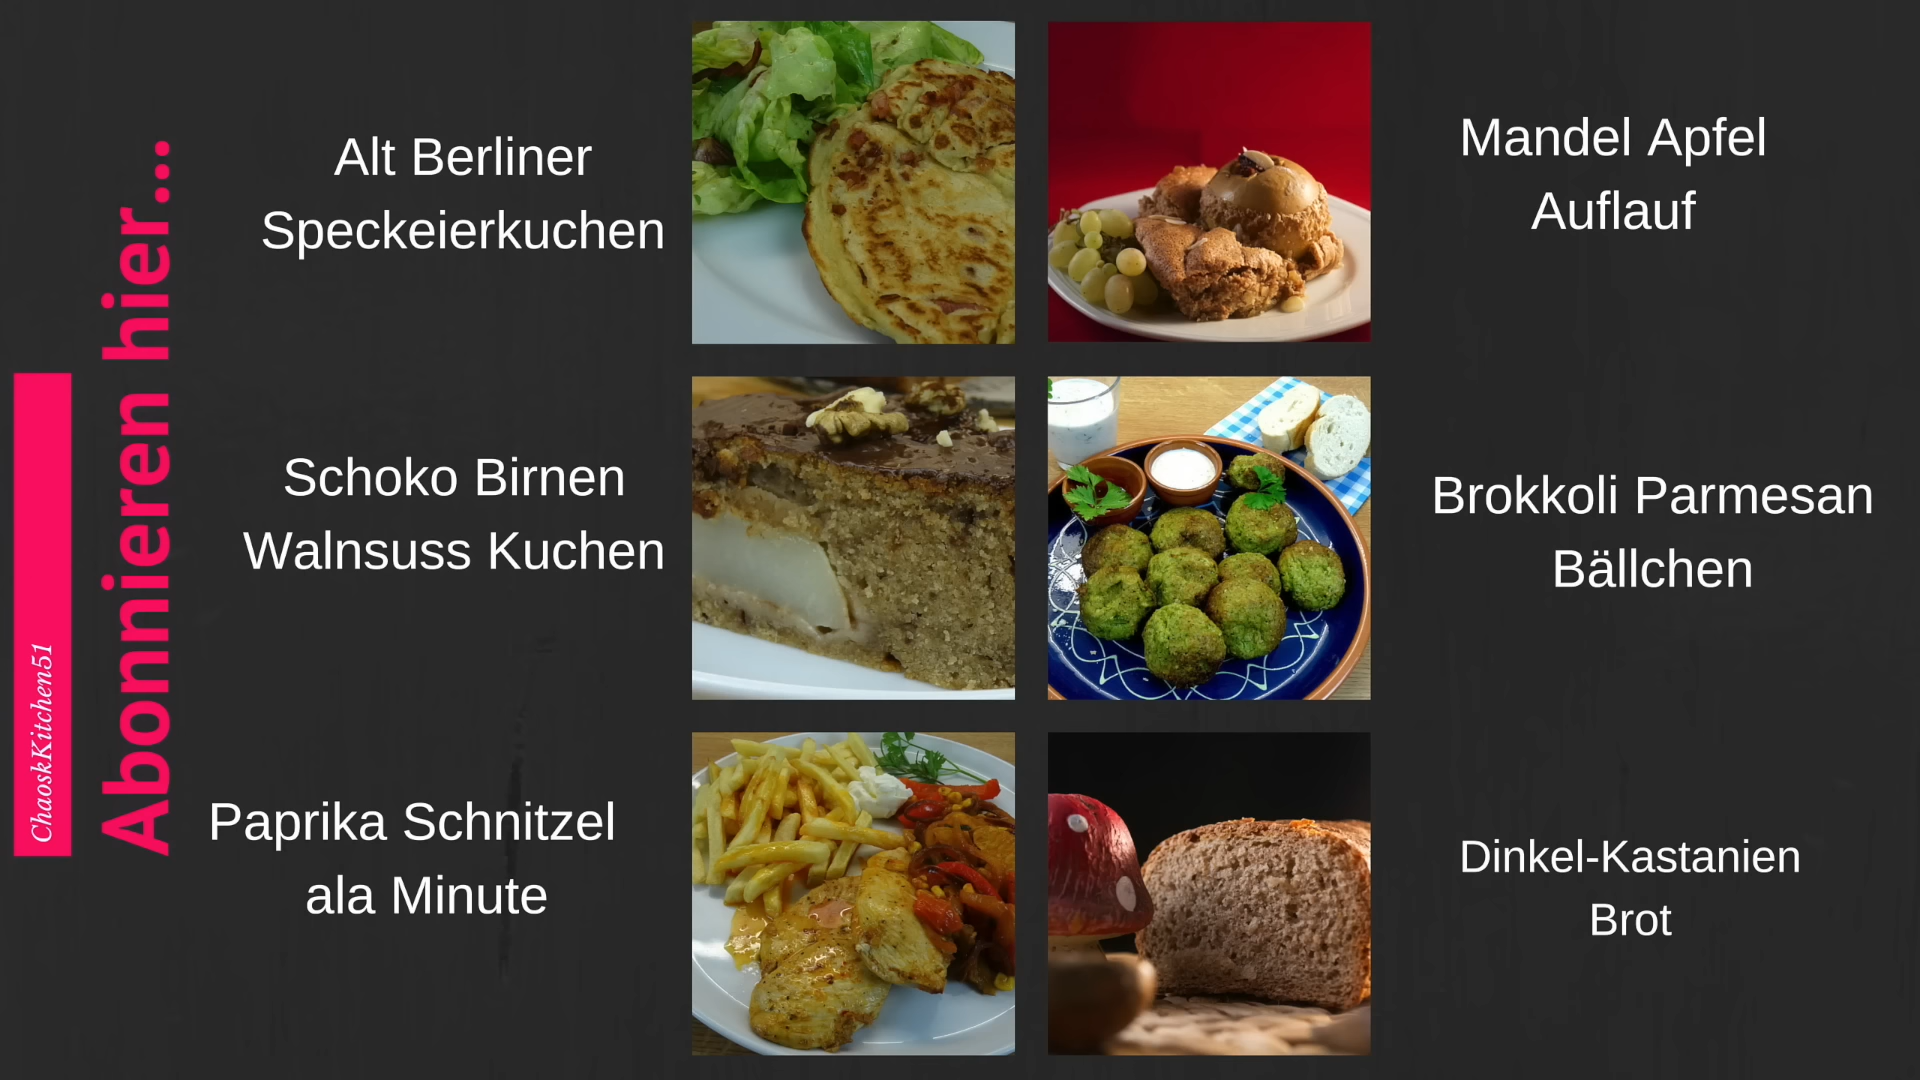 ChaoskKitchen51
Abonnieren hier...
Alt Berliner
Speckeierkuchen
Mandel Apfel
Auflauf
Schoko Birnen
Walnsuss Kuchen
Brokkoli Parmesan
Bällchen
Paprika Schnitzel
ala Minute
Dinkel-Kastanien
Brot